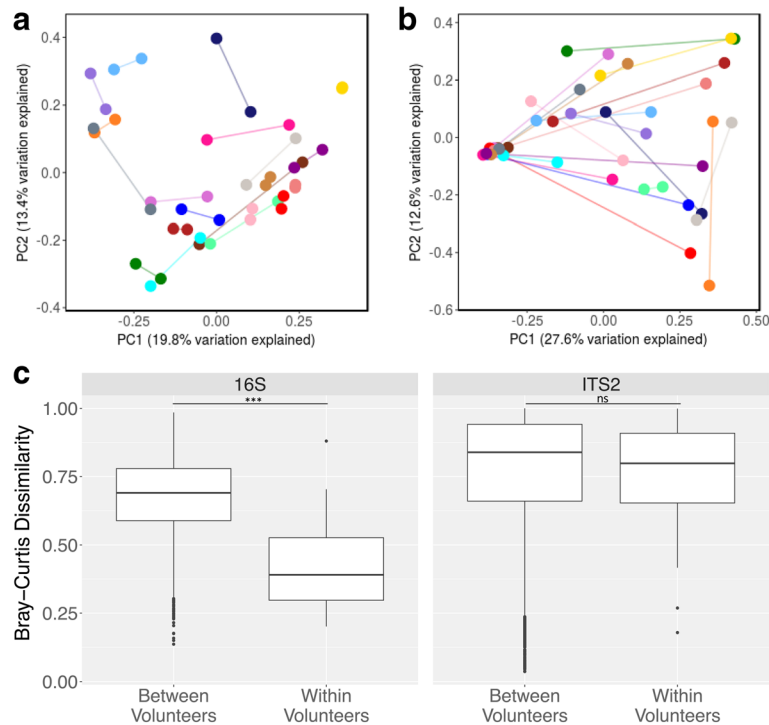 a
b
0.4
0.2
0.0
-0.2
-0.4
PC2 (13.4% variation explained)
-0.25
0.00
0.25
PC1 (19.8% variation explained)
0.4
0.2
0.0
-0.2
-0.4
-0.6
PC2 (12.6% variation explained)
-0.25
0.00
0.25
0.50
PC1 (27.6% variation explained)
c
16S
ITS2
***
ns
1.00
0.75
0.50
0.25
0.00
Bray−Curtis Dissimilarity
Between
Volunteers
Within
Volunteers
Between
Volunteers
Within
Volunteers